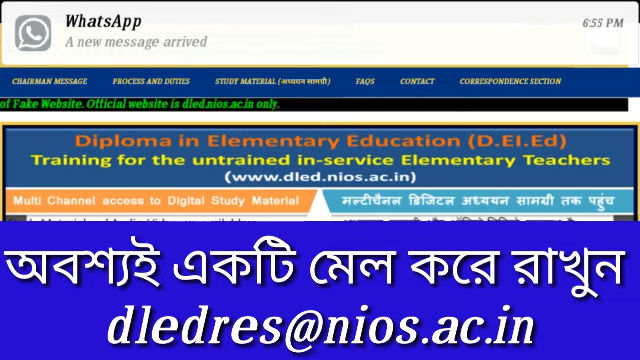 WhatsApp
6:55 PM
A new message arrived
CHAIRMAN MESSAGE PROCESS AND DUTIES STUDY MATERIAL (अध्ययन सामग्री) FAQS CONTACT CORRESPONDENCE SECTION
of Fake Website. Official website is dled.nios.ac.in only.
Diploma in Elementary Education (D.El.Ed)
Training for the untrained in-service Elementary Teachers
(www.dled.nios.ac.in)
Multi Channel access to Digital Study Material
मल्टीचैनल डिजिटल अध्ययन सामग्री तक पहुंच
অবশ্যই একটি মেল করে রাখুন
dledres@nios.ac.in